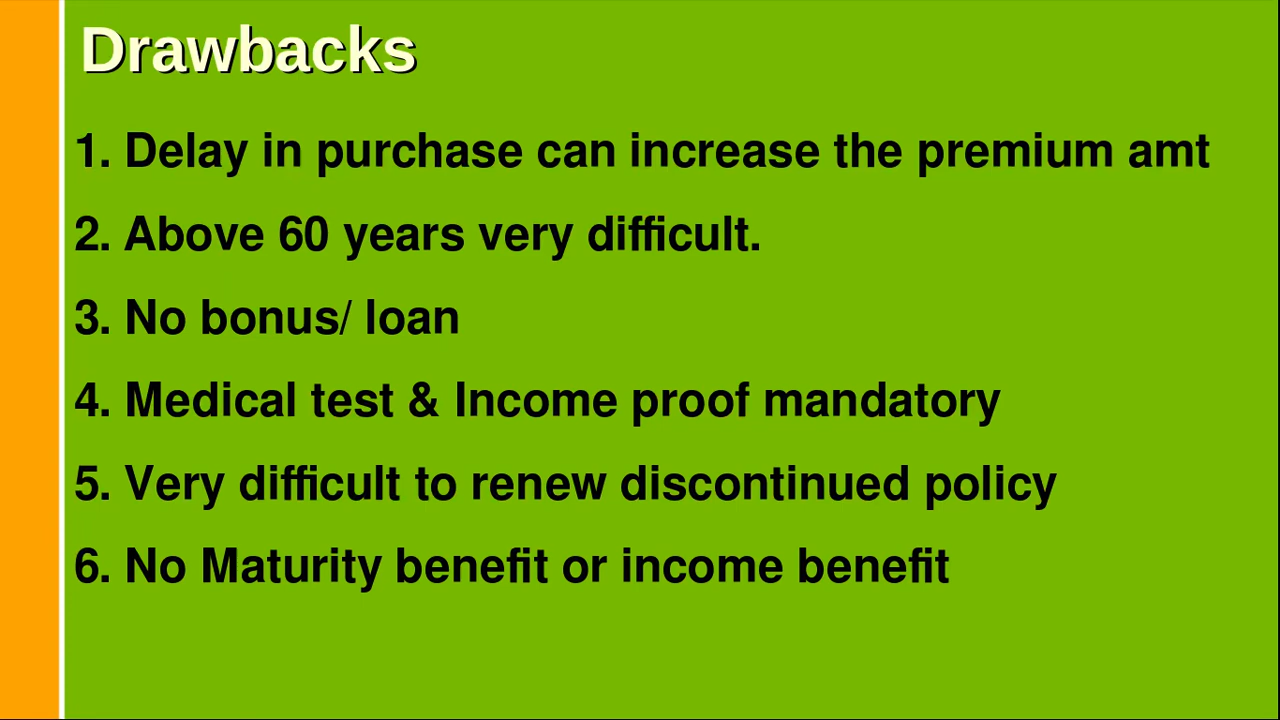 Drawbacks
1. Delay in purchase can increase the premium amt
2. Above 60 years very difficult.
3. No bonus/ loan
4. Medical test & Income proof mandatory
5. Very difficult to renew discontinued policy
6. No Maturity benefit or income benefit